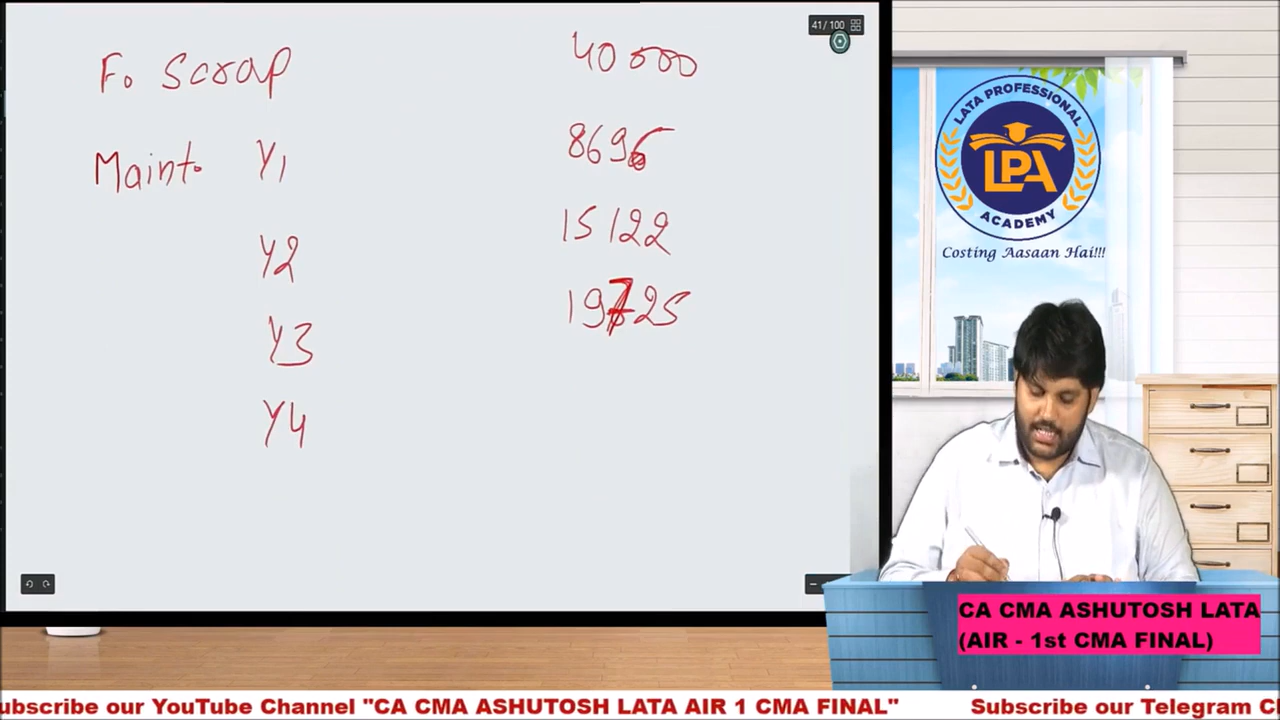 Fo Scrap 40000
Maint. Y1 8696
Y2 15122
Y3 19725
Y4
41/100
LATA PROFESSIONAL
LPA
ACADEMY
Costing Aasaan Hai!!!
CA CMA ASHUTOSH LATA
(AIR - 1st CMA FINAL)
ubscribe our YouTube Channel "CA CMA ASHUTOSH LATA AIR 1 CMA FINAL" Subscribe our Telegram C